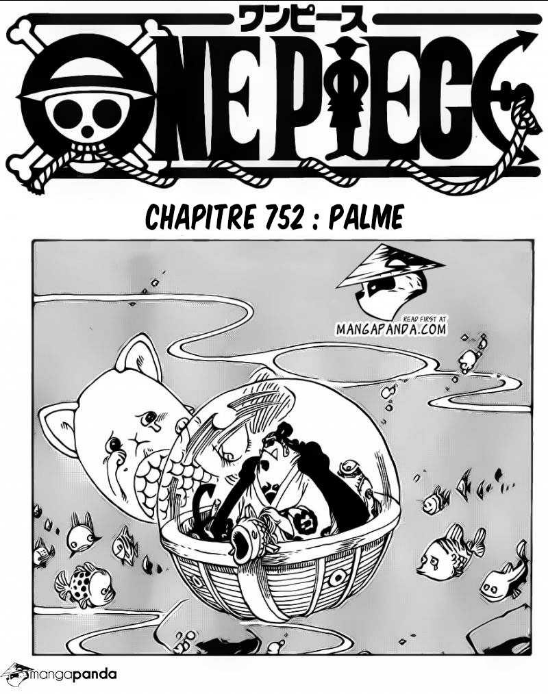 ワンピース
ONE PIECE
CHAPITRE 752 : PALME
READ FIRST AT
MANGAPANDA.COM
mangapanda